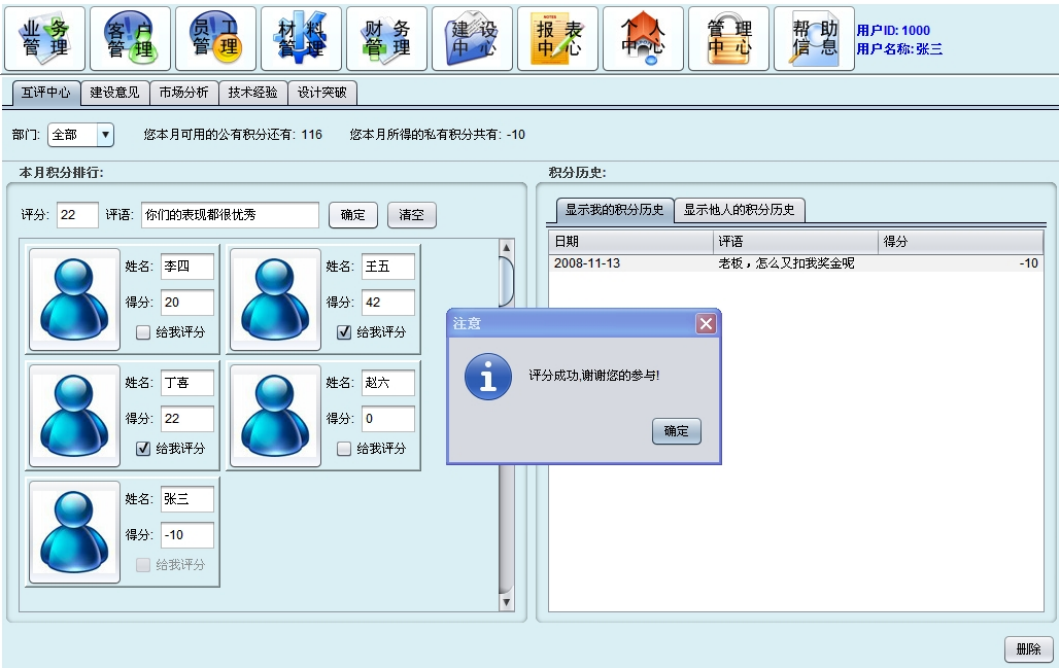 业务管理 客户管理 员工管理 材料管理 财务管理 建设中心 报表中心 个人中心 管理中心 帮助信息
用户ID: 1000
用户名称: 张三
互评中心 建设意见 市场分析 技术经验 设计突破
部门: 全部 您本月可用的公有积分还有: 116 您本月所得的私有积分共有: -10
本月积分排行:
评分: 22 评语: 你们的表现都很优秀 确定 清空
姓名: 李四
得分: 20
给我评分
姓名: 王五
得分: 42
给我评分
姓名: 丁喜
得分: 22
给我评分
姓名: 赵六
得分: 0
给我评分
姓名: 张三
得分: -10
给我评分
积分历史:
显示我的积分历史 显示他人的积分历史
日期 评语 得分
2008-11-13 老板，怎么又扣我奖金呢 -10
注意
评分成功,谢谢您的参与!
确定
删除